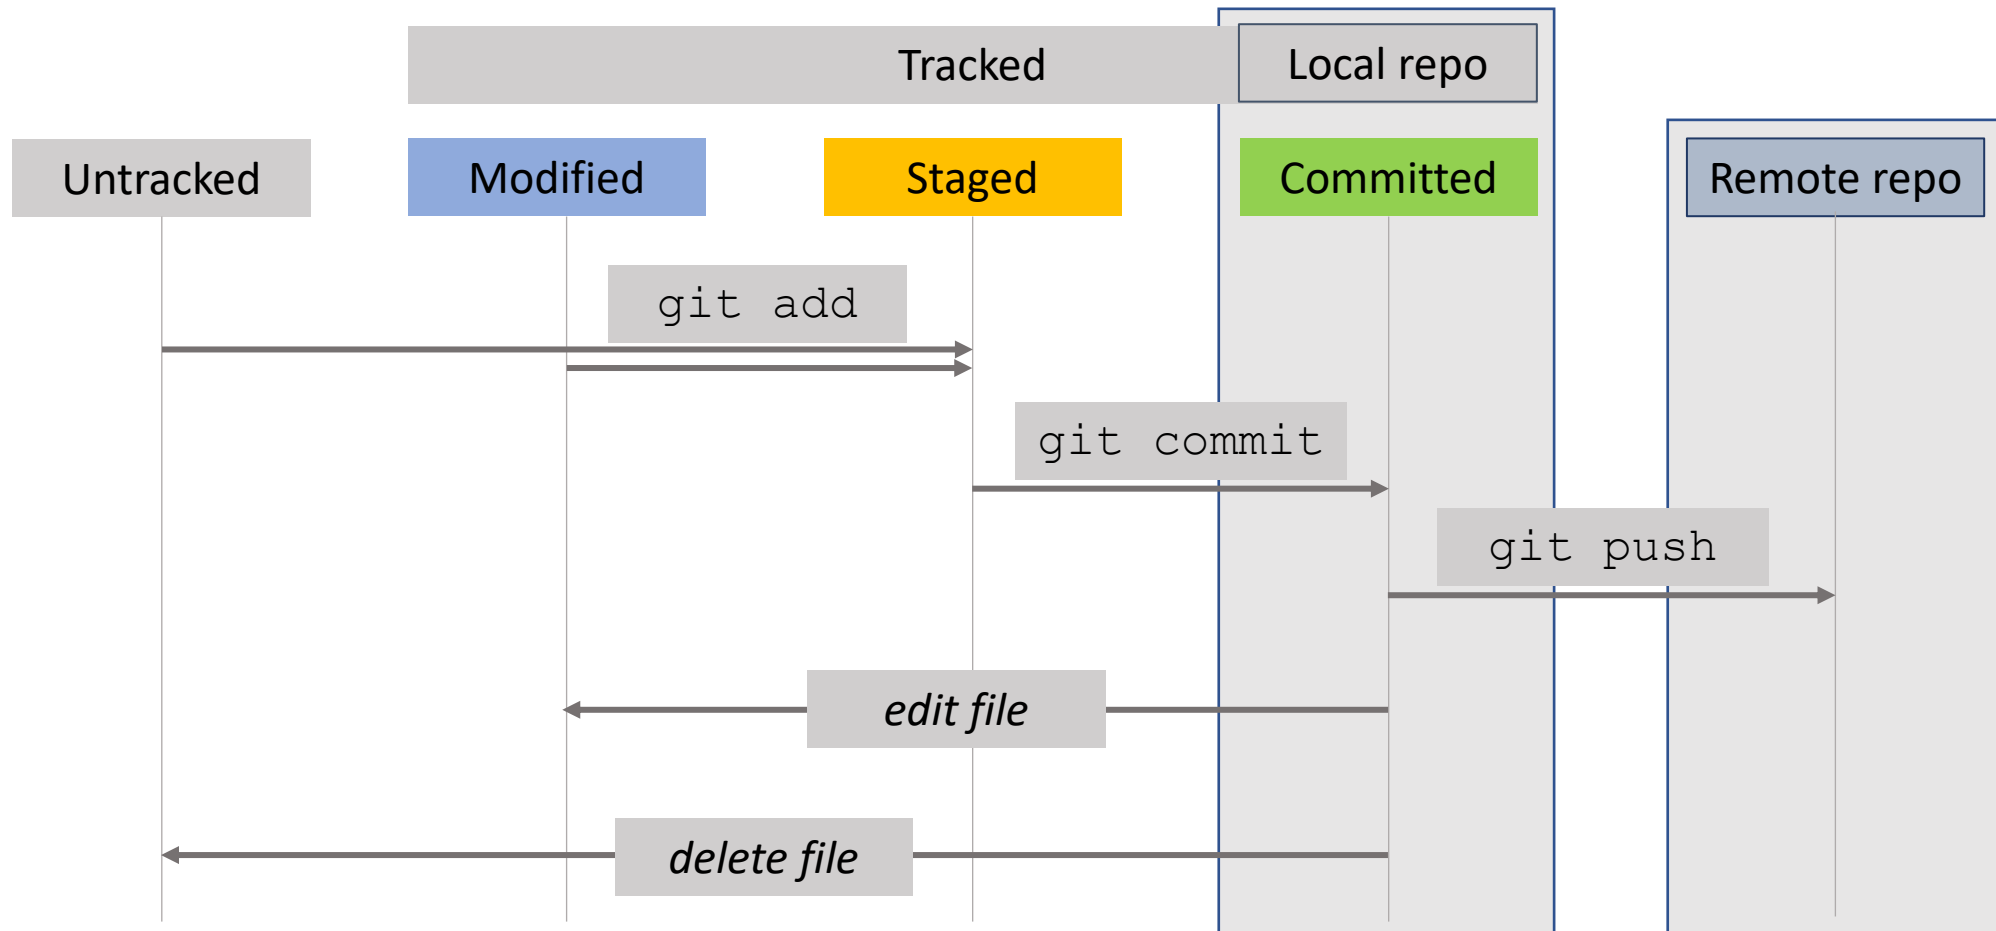 Tracked
Local repo
Untracked
Modified
Staged
Committed
Remote repo
git add
git commit
git push
edit file
delete file